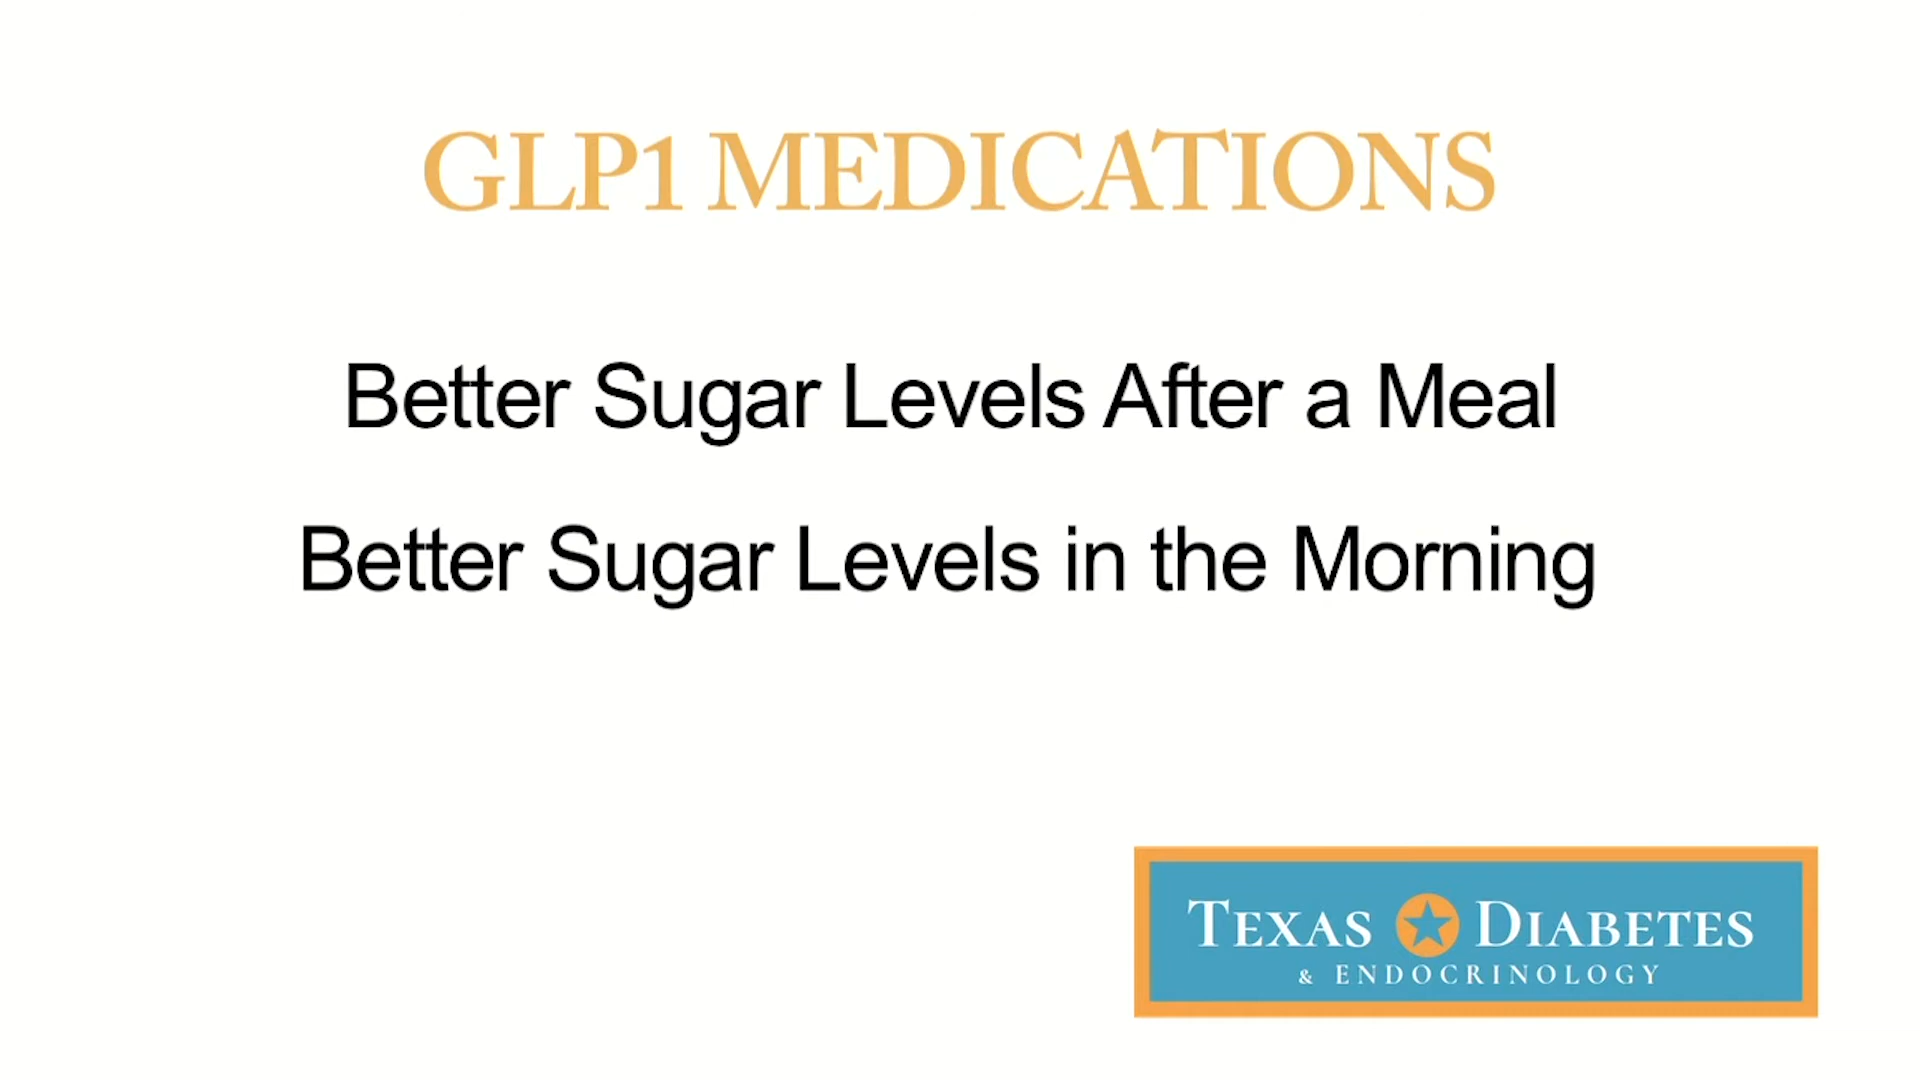 GLP1 MEDICATIONS
Better Sugar Levels After a Meal
Better Sugar Levels in the Morning
TEXAS DIABETES
& ENDOCRINOLOGY